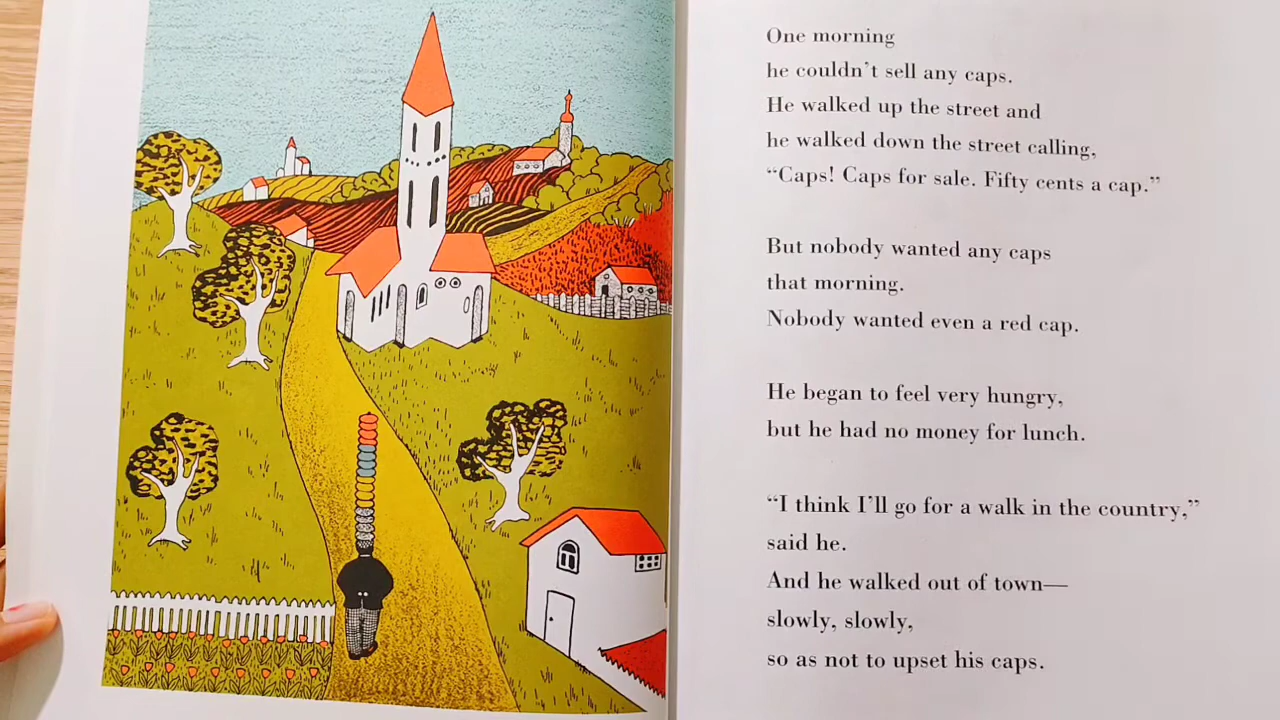 One morning
he couldn't sell any caps.
He walked up the street and
he walked down the street calling,
“Caps! Caps for sale. Fifty cents a cap.”
But nobody wanted any caps
that morning.
Nobody wanted even a red cap.
He began to feel very hungry,
but he had no money for lunch.
“I think I'll go for a walk in the country,”
said he.
And he walked out of town—
slowly, slowly,
so as not to upset his caps.